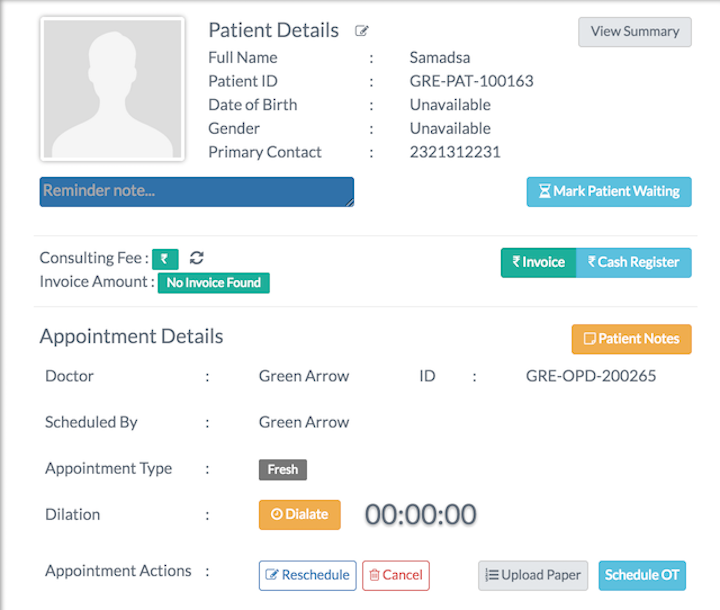 Patient Details
View Summary
Full Name : Samadsa
Patient ID : GRE-PAT-100163
Date of Birth : Unavailable
Gender : Unavailable
Primary Contact : 2321312231
Reminder note...
Mark Patient Waiting
Consulting Fee : ₹
₹ Invoice ₹ Cash Register
Invoice Amount : No Invoice Found
Appointment Details
Patient Notes
Doctor : Green Arrow ID : GRE-OPD-200265
Scheduled By : Green Arrow
Appointment Type : Fresh
Dilation : Dialate 00:00:00
Appointment Actions : Reschedule Cancel Upload Paper Schedule OT